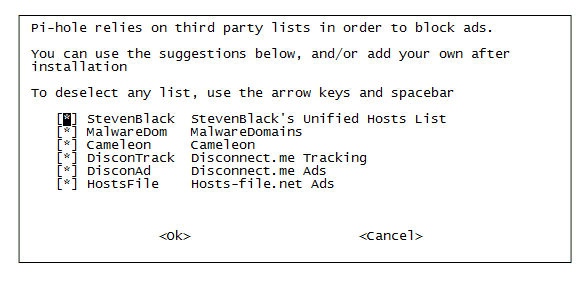 Pi-hole relies on third party lists in order to block ads.
You can use the suggestions below, and/or add your own after
installation
To deselect any list, use the arrow keys and spacebar
[*] StevenBlack  StevenBlack's Unified Hosts List
[*] MalwareDom   MalwareDomains
[*] Cameleon     Cameleon
[*] DisconTrack  Disconnect.me Tracking
[*] DisconAd     Disconnect.me Ads
[*] HostsFile    Hosts-file.net Ads
<Ok>                     <Cancel>